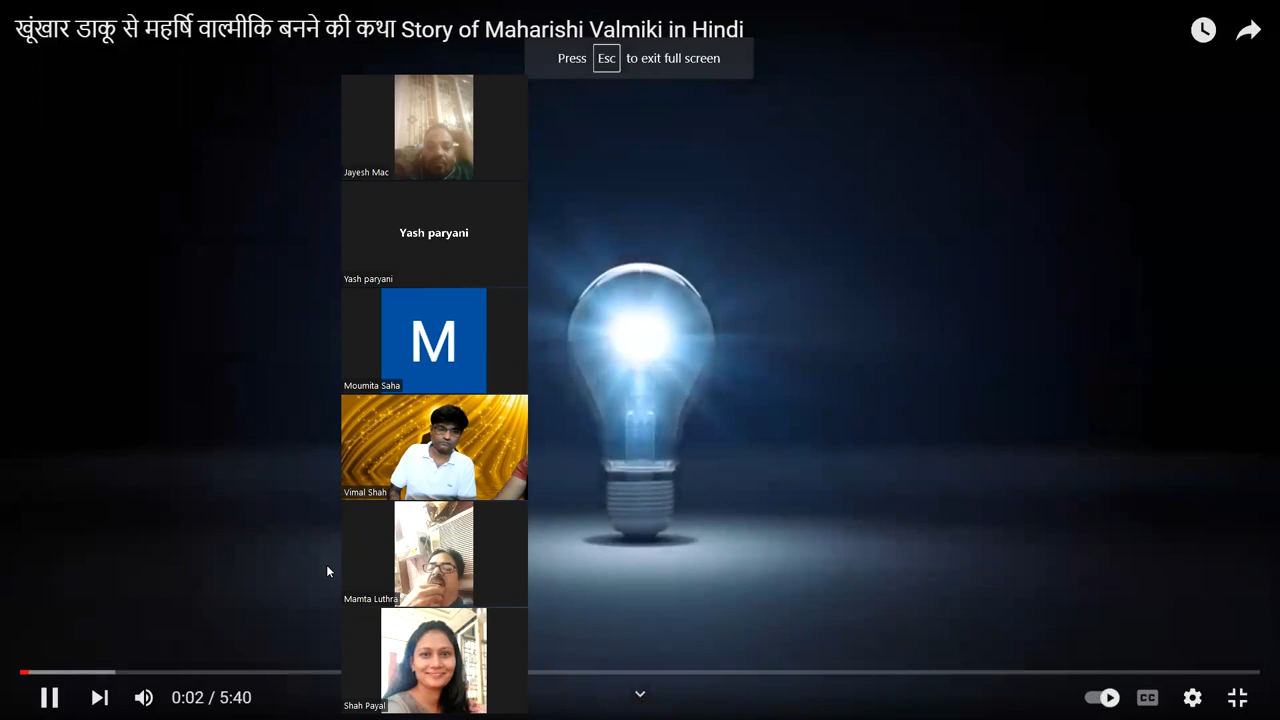 खूंखार डाकू से महर्षि वाल्मीकि बनने की कथा Story of Maharishi Valmiki in Hindi
Press Esc to exit full screen
Jayesh Mac
Yash paryani
Yash paryani
M
Moumita Saha
Vimal Shah
Mamta Luthra
Shah Payal
0:02 / 5:40
CC